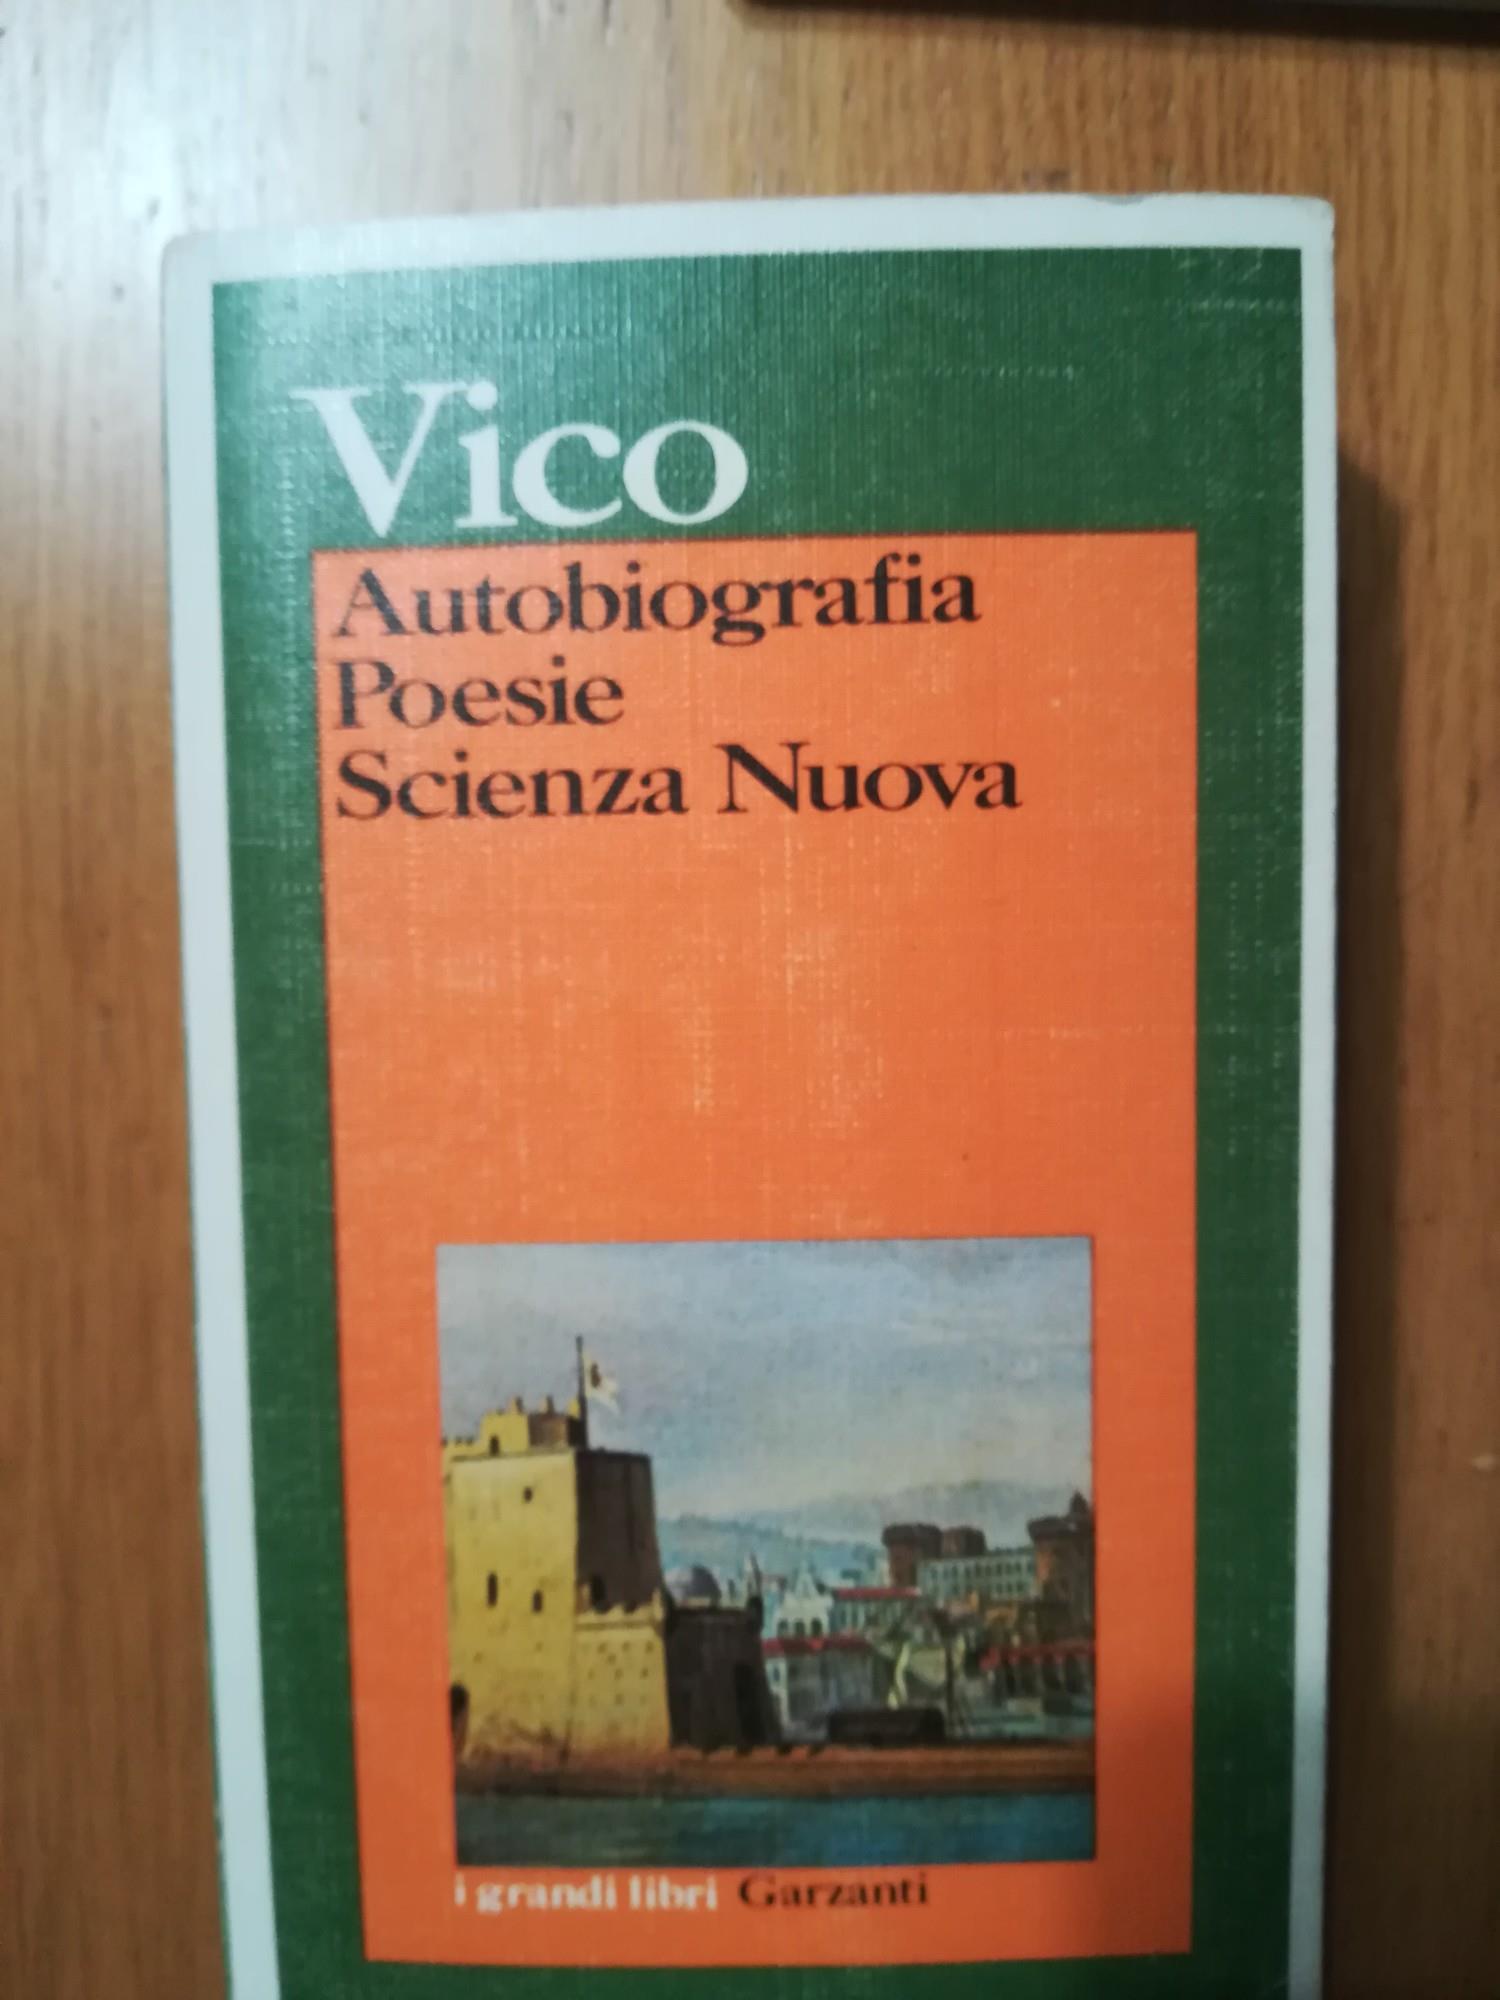 Vico
Autobiografia
Poesie
Scienza Nuova
i grandi libri Garzanti